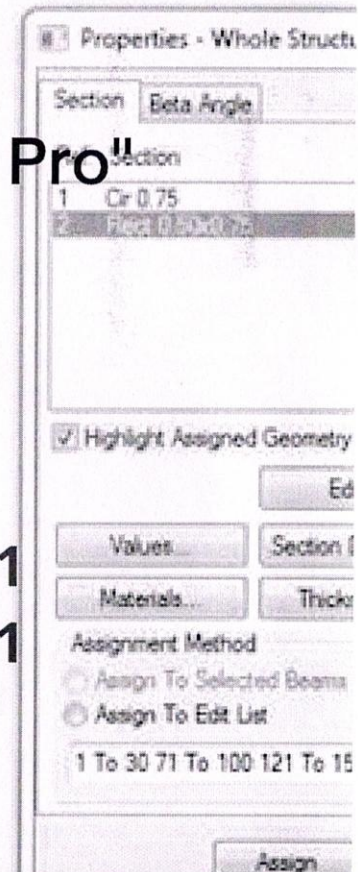 Properties - Whole Structu
Section Beta Angle
Pro"
Section
1 Cir 0.75
2 Rect 0.50x0.75
Highlight Assigned Geometry
Ed
Values... Section
1
Materials... Thick
1
Assignment Method
Assign To Selected Beams
Assign To Edit List
1 To 30 71 To 100 121 To 15
Assign